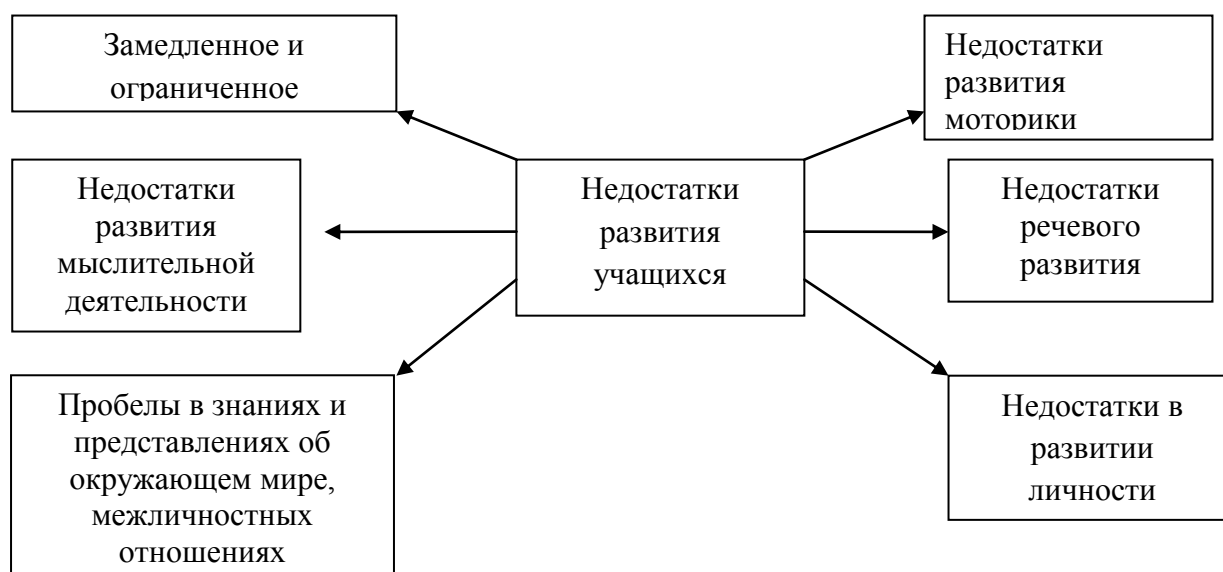 Замедленное и
ограниченное
Недостатки
развития
моторики
Недостатки
развития
мыслительной
деятельности
Недостатки
развития
учащихся
Недостатки
речевого
развития
Пробелы в знаниях и
представлениях об
окружающем мире,
межличностных
отношениях
Недостатки в
развитии
личности